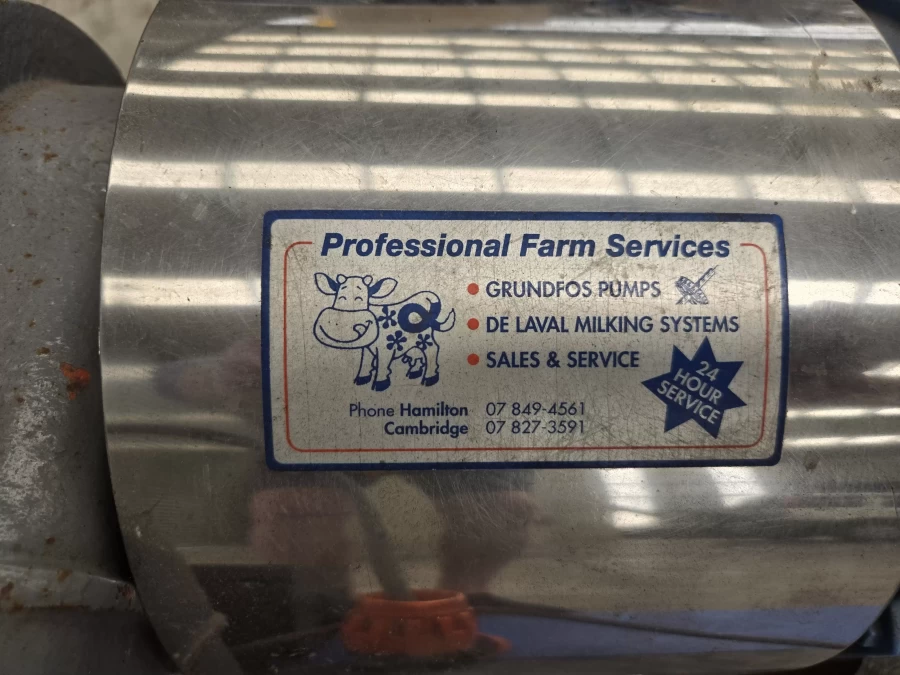 Professional Farm Services
• GRUNDFOS PUMPS
• DE LAVAL MILKING SYSTEMS
• SALES & SERVICE
24
HOUR
SERVICE
Phone Hamilton 07 849-4561
Cambridge 07 827-3591